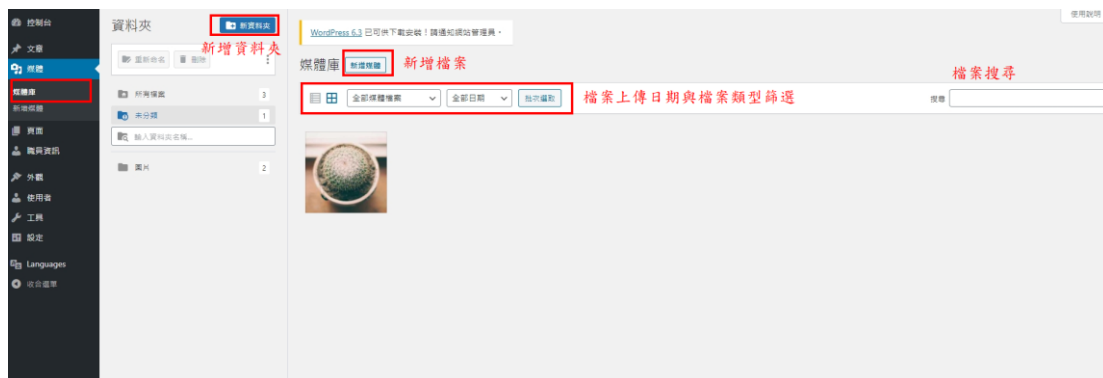 使用說明
控制台
文章
媒體
媒體庫
新增媒體
頁面
職員資訊
外觀
使用者
工具
設定
Languages
收合選單
資料夾
新資料夾
新增資料夾
重新命名
刪除
所有檔案 3
未分類 1
輸入資料夾名稱...
圖片 2
WordPress 6.3 已可供下載安裝！請通知網站管理員。
媒體庫 新增媒體 新增檔案
檔案搜尋
全部媒體檔案 全部日期 批次選取 檔案上傳日期與檔案類型篩選
搜尋